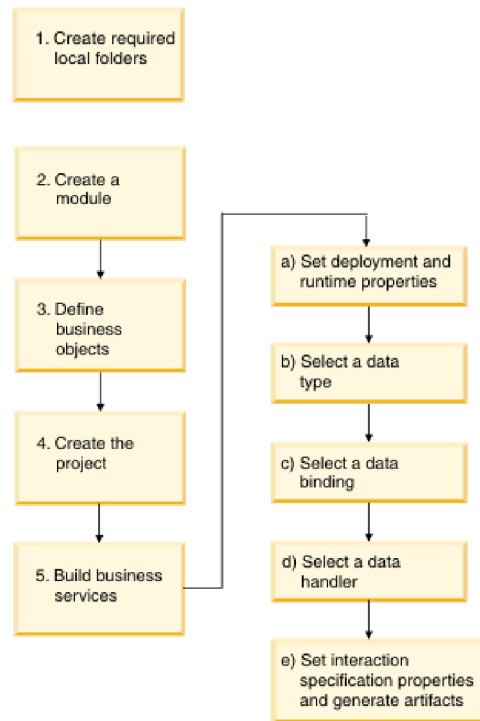 1. Create required
local folders
2. Create a
module
3. Define
business
objects
4. Create the
project
5. Build business
services
a) Set deployment and
runtime properties
b) Select a data
type
c) Select a data
binding
d) Select a data
handler
e) Set interaction
specification properties
and generate artifacts